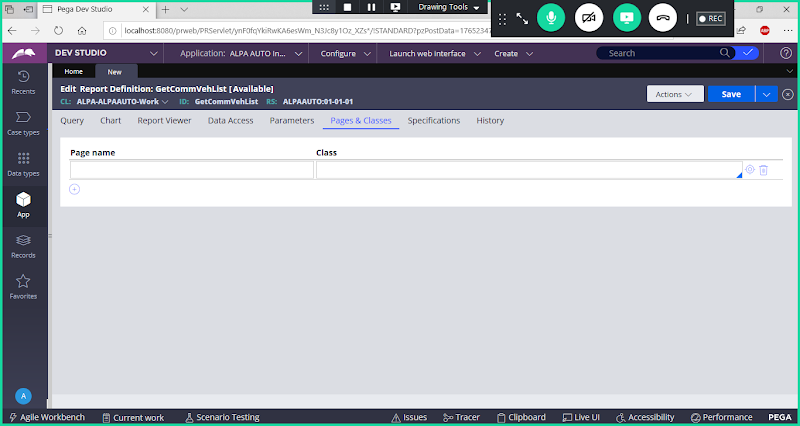 Pega Dev Studio
Drawing Tools
REC
localhost:8080/prweb/PRServlet/ynF0fqYkiRwKA6esWm_N3Jc8y1Oz_XZs*/!STANDARD?pzPostData=17652347
ABP
DEV STUDIO
Application: ALPA AUTO In...
Configure
Launch web interface
Create
Search
Home
New
Edit Report Definition: GetCommVehList [Available]
CL: ALPA-ALPAAUTO-Work ID: GetCommVehList RS: ALPAAUTO:01-01-01
Actions
Save
Query Chart Report Viewer Data Access Parameters Pages & Classes Specifications History
Page name Class
Recents
Case types
Data types
App
Records
Favorites
A
Agile Workbench Current work Scenario Testing Issues Tracer Clipboard Live UI Accessibility Performance PEGA